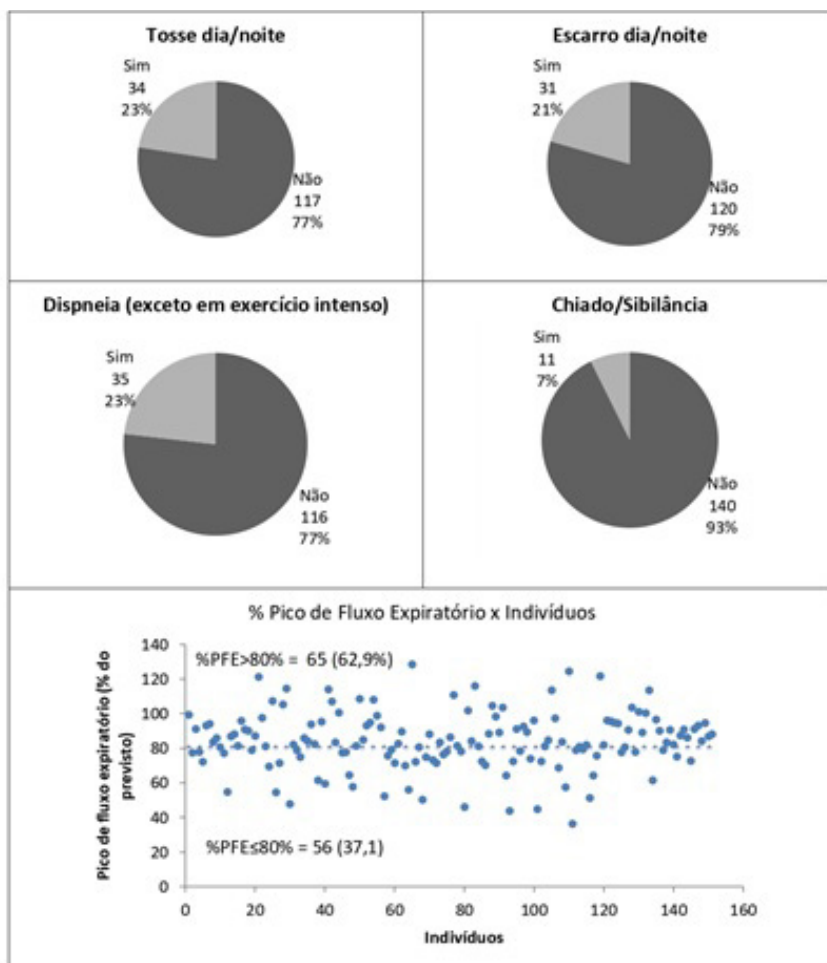 Tosse dia/noite
Sim
34
23%
Não
117
77%
Escarro dia/noite
Sim
31
21%
Não
120
79%
Dispneia (exceto em exercício intenso)
Sim
35
23%
Não
116
77%
Chiado/Sibilância
Sim
11
7%
Não
140
93%
% Pico de Fluxo Expiratório x Indivíduos
Pico de fluxo expiratório (% do
previsto)
140
120
100
80
60
40
20
0
%PFE>80% = 65 (62,9%)
%PFE≤80% = 56 (37,1)
0 20 40 60 80 100 120 140 160
Indivíduos